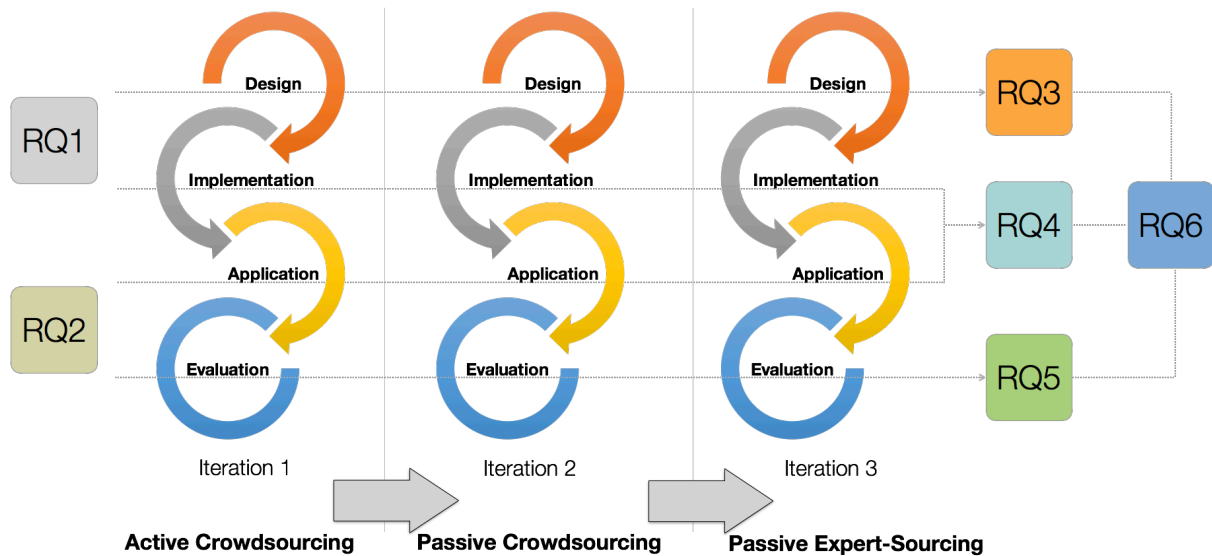 RQ1
RQ2
Design
Implementation
Application
Evaluation
Iteration 1
Active Crowdsourcing
Design
Implementation
Application
Evaluation
Iteration 2
Passive Crowdsourcing
Design
Implementation
Application
Evaluation
Iteration 3
Passive Expert-Sourcing
RQ3
RQ4
RQ5
RQ6